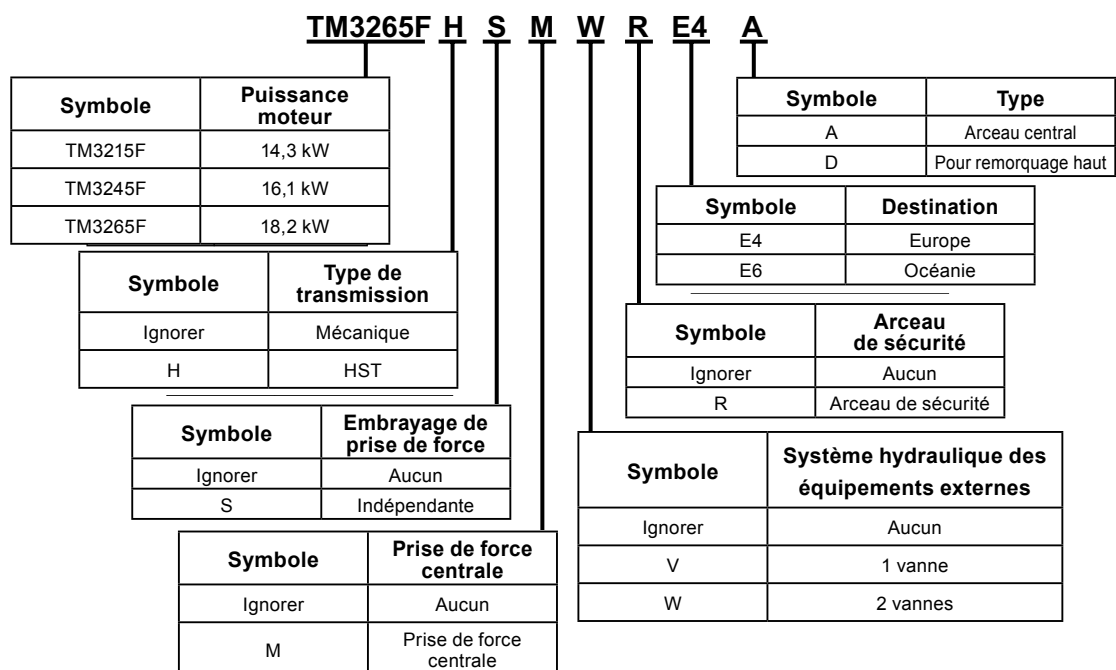 TM3265F H S M W R E4 A
Symbole Puissance
moteur
TM3215F 14,3 kW
TM3245F 16,1 kW
TM3265F 18,2 kW
Symbole Type de
transmission
Ignorer Mécanique
H HST
Symbole Embrayage de
prise de force
Ignorer Aucun
S Indépendante
Symbole Prise de force
centrale
Ignorer Aucun
M Prise de force
centrale
Symbole Type
A Arceau central
D Pour remorquage haut
Symbole Destination
E4 Europe
E6 Océanie
Symbole Arceau
de sécurité
Ignorer Aucun
R Arceau de sécurité
Symbole Système hydraulique des
équipements externes
Ignorer Aucun
V 1 vanne
W 2 vannes